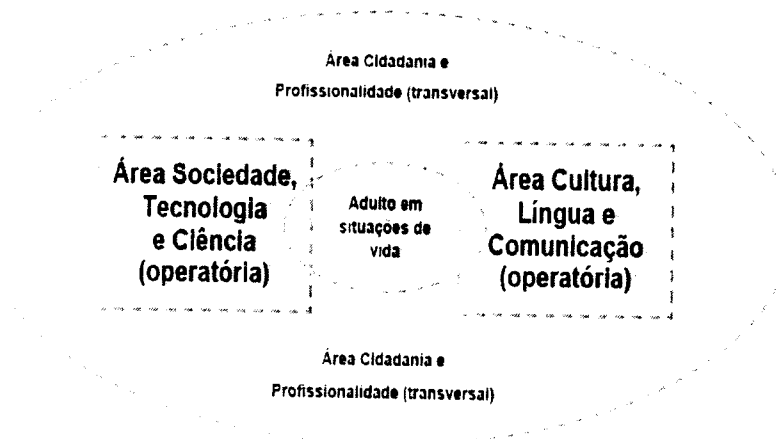 Área Cidadania e
Profissionalidade (transversal)
Área Sociedade,
Tecnologia
e Ciência
(operatória)
Adulto em
situações de
vida
Área Cultura,
Língua e
Comunicação
(operatória)
Área Cidadania e
Profissionalidade (transversal)